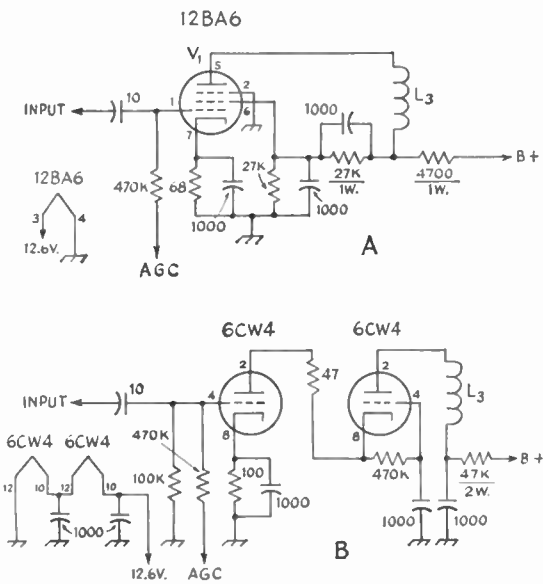 12BA6
V1
5
2
6
1
7
10
INPUT
1000
L3
B+
27K
1W.
4700
1W.
470K
68
27K
1000
1000
12BA6
3
4
12.6V.
AGC
A
6CW4
6CW4
2
47
2
4
4
8
8
L3
10
INPUT
6CW4 6CW4
12
10
12
10
1000
12.6V.
470K
100K
AGC
100
1000
470K
1000
1000
47K
2W.
B+
B